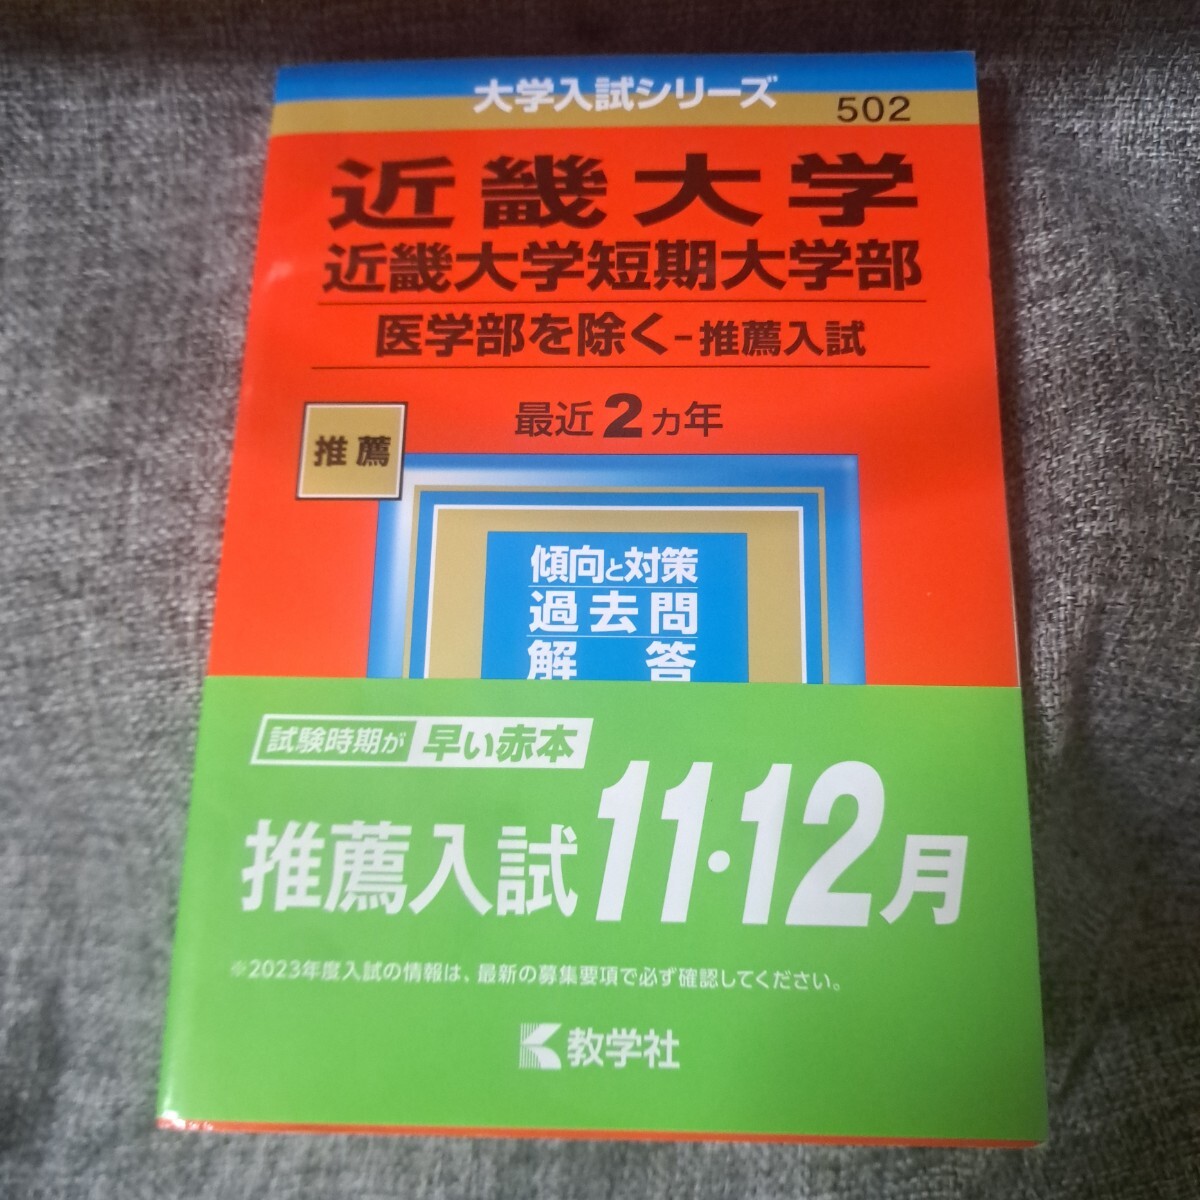 大学入試シリーズ
502
近畿大学
近畿大学短期大学部
医学部を除く-推薦入試
最近2カ年
推薦
傾向と対策
過去問
解答
試験時期が早い赤本
推薦入試11・12月
※2023年度入試の情報は、最新の募集要項で必ず確認してください。
教学社